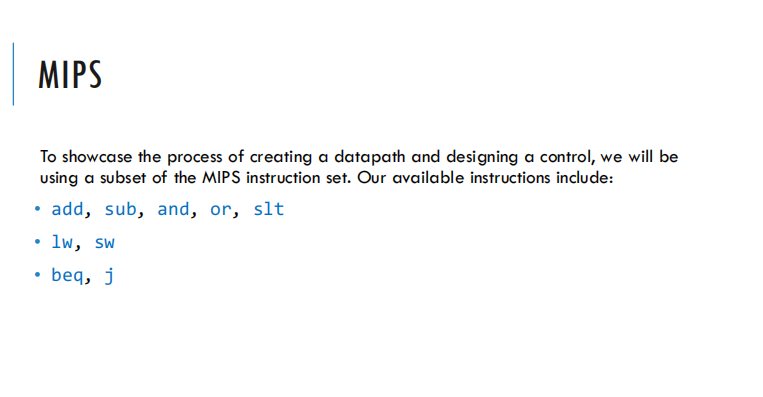 MIPS
To showcase the process of creating a datapath and designing a control, we will be
using a subset of the MIPS instruction set. Our available instructions include:
• add, sub, and, or, slt
• lw, sw
• beq, j